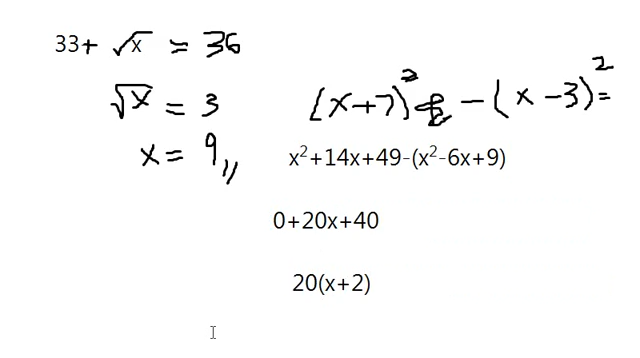 33+ √x = 36
√x = 3
x = 9
(x+7)² - (x-3)² =
x²+14x+49-(x²-6x+9)
0+20x+40
20(x+2)